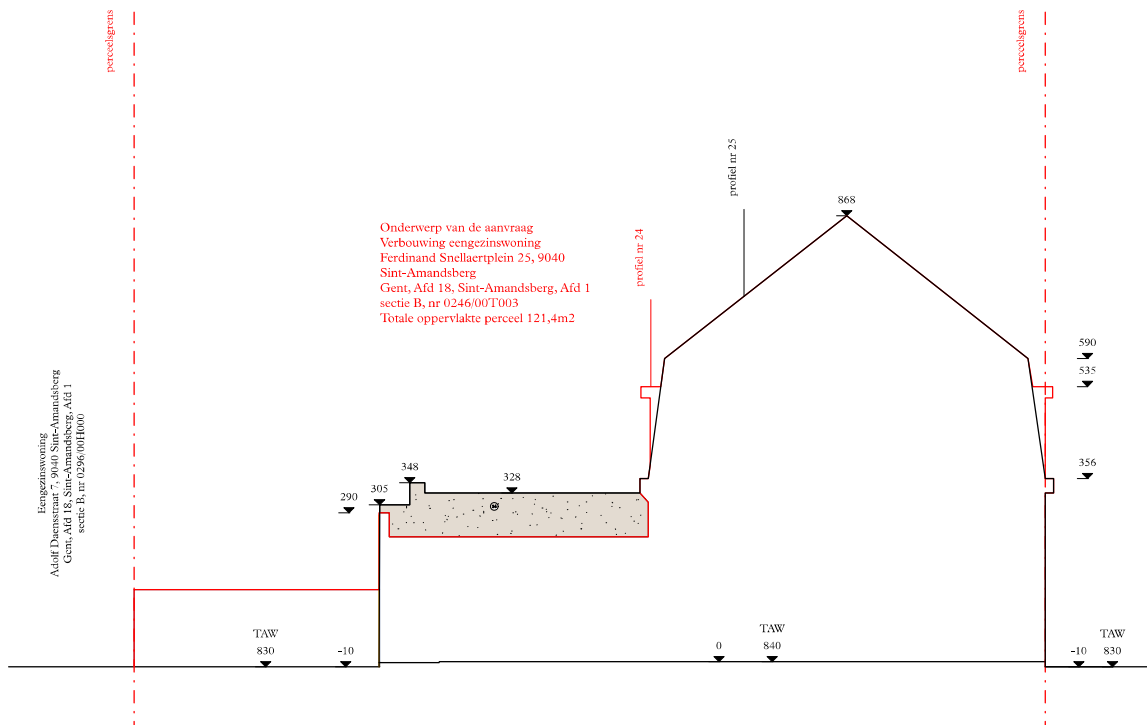 perceelsgrens
perceelsgrens
profiel nr 25
868
Onderwerp van de aanvraag
Verbouwing eengezinswoning
Ferdinand Snellaertplein 25, 9040
Sint-Amandsberg
Gent, Afd 18, Sint-Amandsberg, Afd 1
sectie B, nr 0246/00T003
Totale oppervlakte perceel 121,4m2
profiel nr 24
590
535
Eengezinswoning
Adolf Daensstraat 7, 9040 Sint-Amandsberg
Gent, Afd 18, Sint-Amandsberg, Afd 1
sectie B, nr 0296/00H000
348
328
356
290
305
TAW
830
-10
0
TAW
840
-10
TAW
830